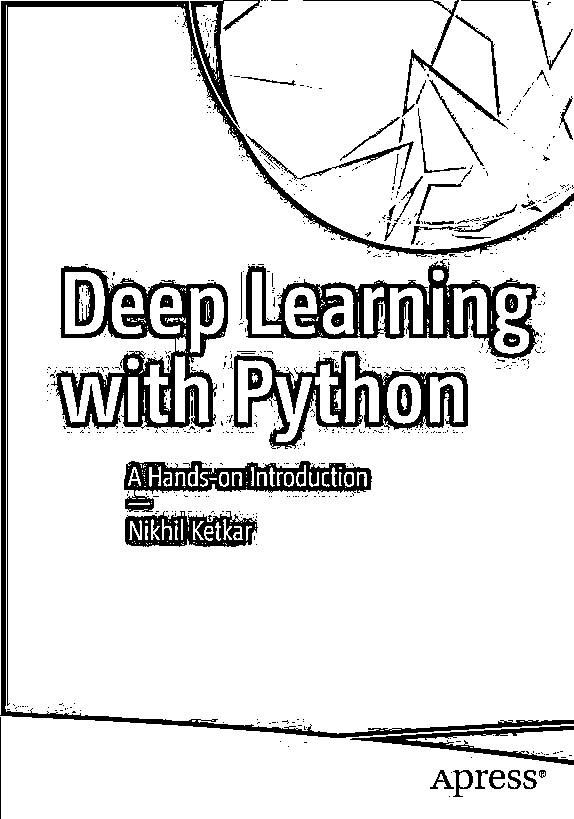 Deep Learning
with Python
A Hands-on Introduction
—
Nikhil Ketkar
Apress®